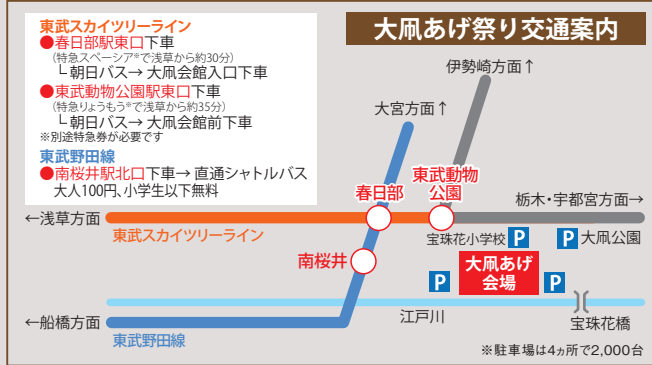 大凧あげ祭り交通案内
東武スカイツリーライン
●春日部駅東口下車
(特急スペーシア*で浅草から約30分)
└ 朝日バス→ 大凧会館入口下車
●東武動物公園駅東口下車
(特急りょうもう*で浅草から約35分)
└ 朝日バス→ 大凧会館前下車
※別途特急券が必要です
東武野田線
●南桜井駅北口下車→ 直通シャトルバス
大人100円、小学生以下無料
伊勢崎方面↑
大宮方面↑
春日部
東武動物
公園
栃木・宇都宮方面→
←浅草方面
東武スカイツリーライン
宝珠花小学校 P
P 大凧公園
南桜井
大凧あげ
会場
P
P
江戸川
宝珠花橋
←船橋方面
東武野田線
※駐車場は4ヵ所で2,000台